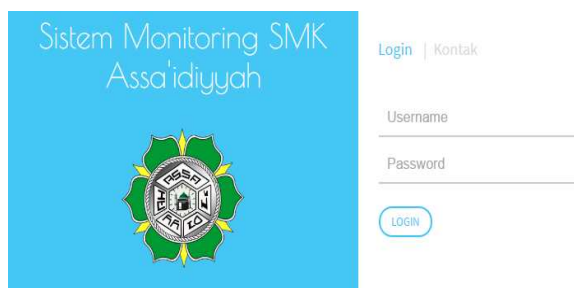 Sistem Monitoring SMK
Assa'idiyyah
Login | Kontak
Username
Password
LOGIN